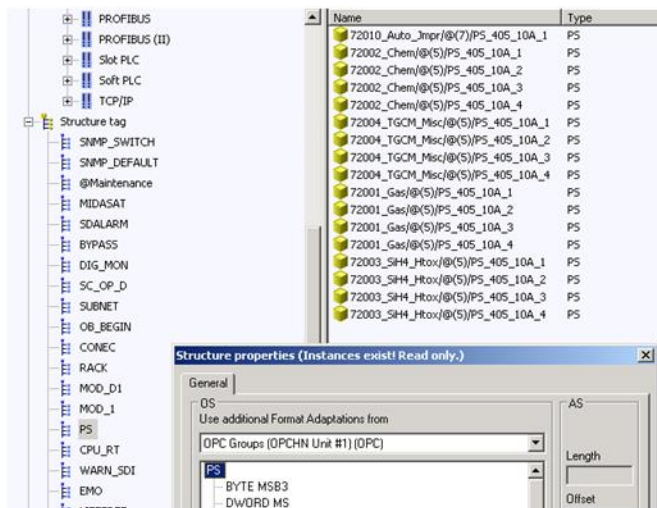 PROFIBUS
PROFIBUS (II)
Slot PLC
Soft PLC
TCP/IP
Structure tag
SNMP_SWITCH
SNMP_DEFAULT
@Maintenance
MIDASAT
SDALARM
BYPASS
DIG_MON
SC_OP_D
SUBNET
OB_BEGIN
CONEC
RACK
MOD_D1
MOD_1
PS
CPU_RT
WARN_SDI
EMO
Name Type
72010_Auto_Jmpr/@(7)/PS_405_10A_1 PS
72002_Chem/@(5)/PS_405_10A_1 PS
72002_Chem/@(5)/PS_405_10A_2 PS
72002_Chem/@(5)/PS_405_10A_3 PS
72002_Chem/@(5)/PS_405_10A_4 PS
72004_TGCM_Misc/@(5)/PS_405_10A_1 PS
72004_TGCM_Misc/@(5)/PS_405_10A_2 PS
72004_TGCM_Misc/@(5)/PS_405_10A_3 PS
72004_TGCM_Misc/@(5)/PS_405_10A_4 PS
72001_Gas/@(5)/PS_405_10A_1 PS
72001_Gas/@(5)/PS_405_10A_2 PS
72001_Gas/@(5)/PS_405_10A_3 PS
72001_Gas/@(5)/PS_405_10A_4 PS
72003_SiH4_Htox/@(5)/PS_405_10A_1 PS
72003_SiH4_Htox/@(5)/PS_405_10A_2 PS
72003_SiH4_Htox/@(5)/PS_405_10A_3 PS
72003_SiH4_Htox/@(5)/PS_405_10A_4 PS
Structure properties (Instances exist! Read only.)
General
OS
Use additional Format Adaptations from
OPC Groups (OPCHN Unit #1) (OPC)
PS
BYTE MSB3
DWORD MS
AS
Length
Offset